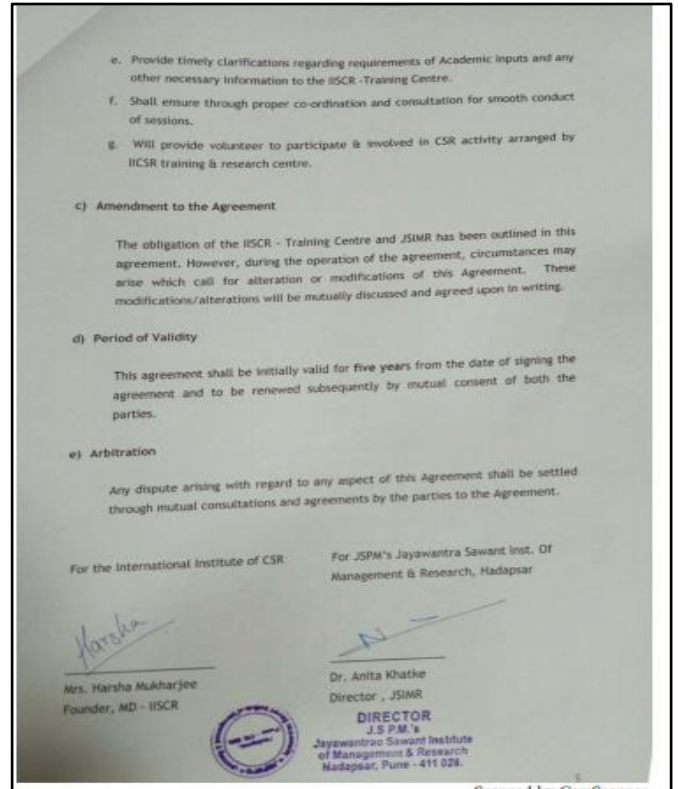 e. Provide timely clarifications regarding requirements of Academic inputs and any
other necessary information to the IISCR -Training Centre.
f. Shall ensure through proper co-ordination and consultation for smooth conduct
of sessions.
g. Will provide volunteer to participate & involved in CSR activity arranged by
IICSR training & research centre.
c) Amendment to the Agreement
The obligation of the IISCR - Training Centre and JSIMR has been outlined in this
agreement. However, during the operation of the agreement, circumstances may
arise which call for alteration or modifications of this Agreement. These
modifications/alterations will be mutually discussed and agreed upon in writing.
d) Period of Validity
This agreement shall be initially valid for five years from the date of signing the
agreement and to be renewed subsequently by mutual consent of both the
parties.
e) Arbitration
Any dispute arising with regard to any aspect of this Agreement shall be settled
through mutual consultations and agreements by the parties to the Agreement.
For the International Institute of CSR
For JSPM's Jayawantra Sawant Inst. Of
Management & Research, Hadapsar
Harsha
Mrs. Harsha Mukharjee
Founder, MD - IISCR
Dr. Anita Khatke
Director , JSIMR
DIRECTOR
J.S P.M.'s
Jayawantrao Sawant Institute
of Management & Research
Hadapsar, Pune - 411 028.